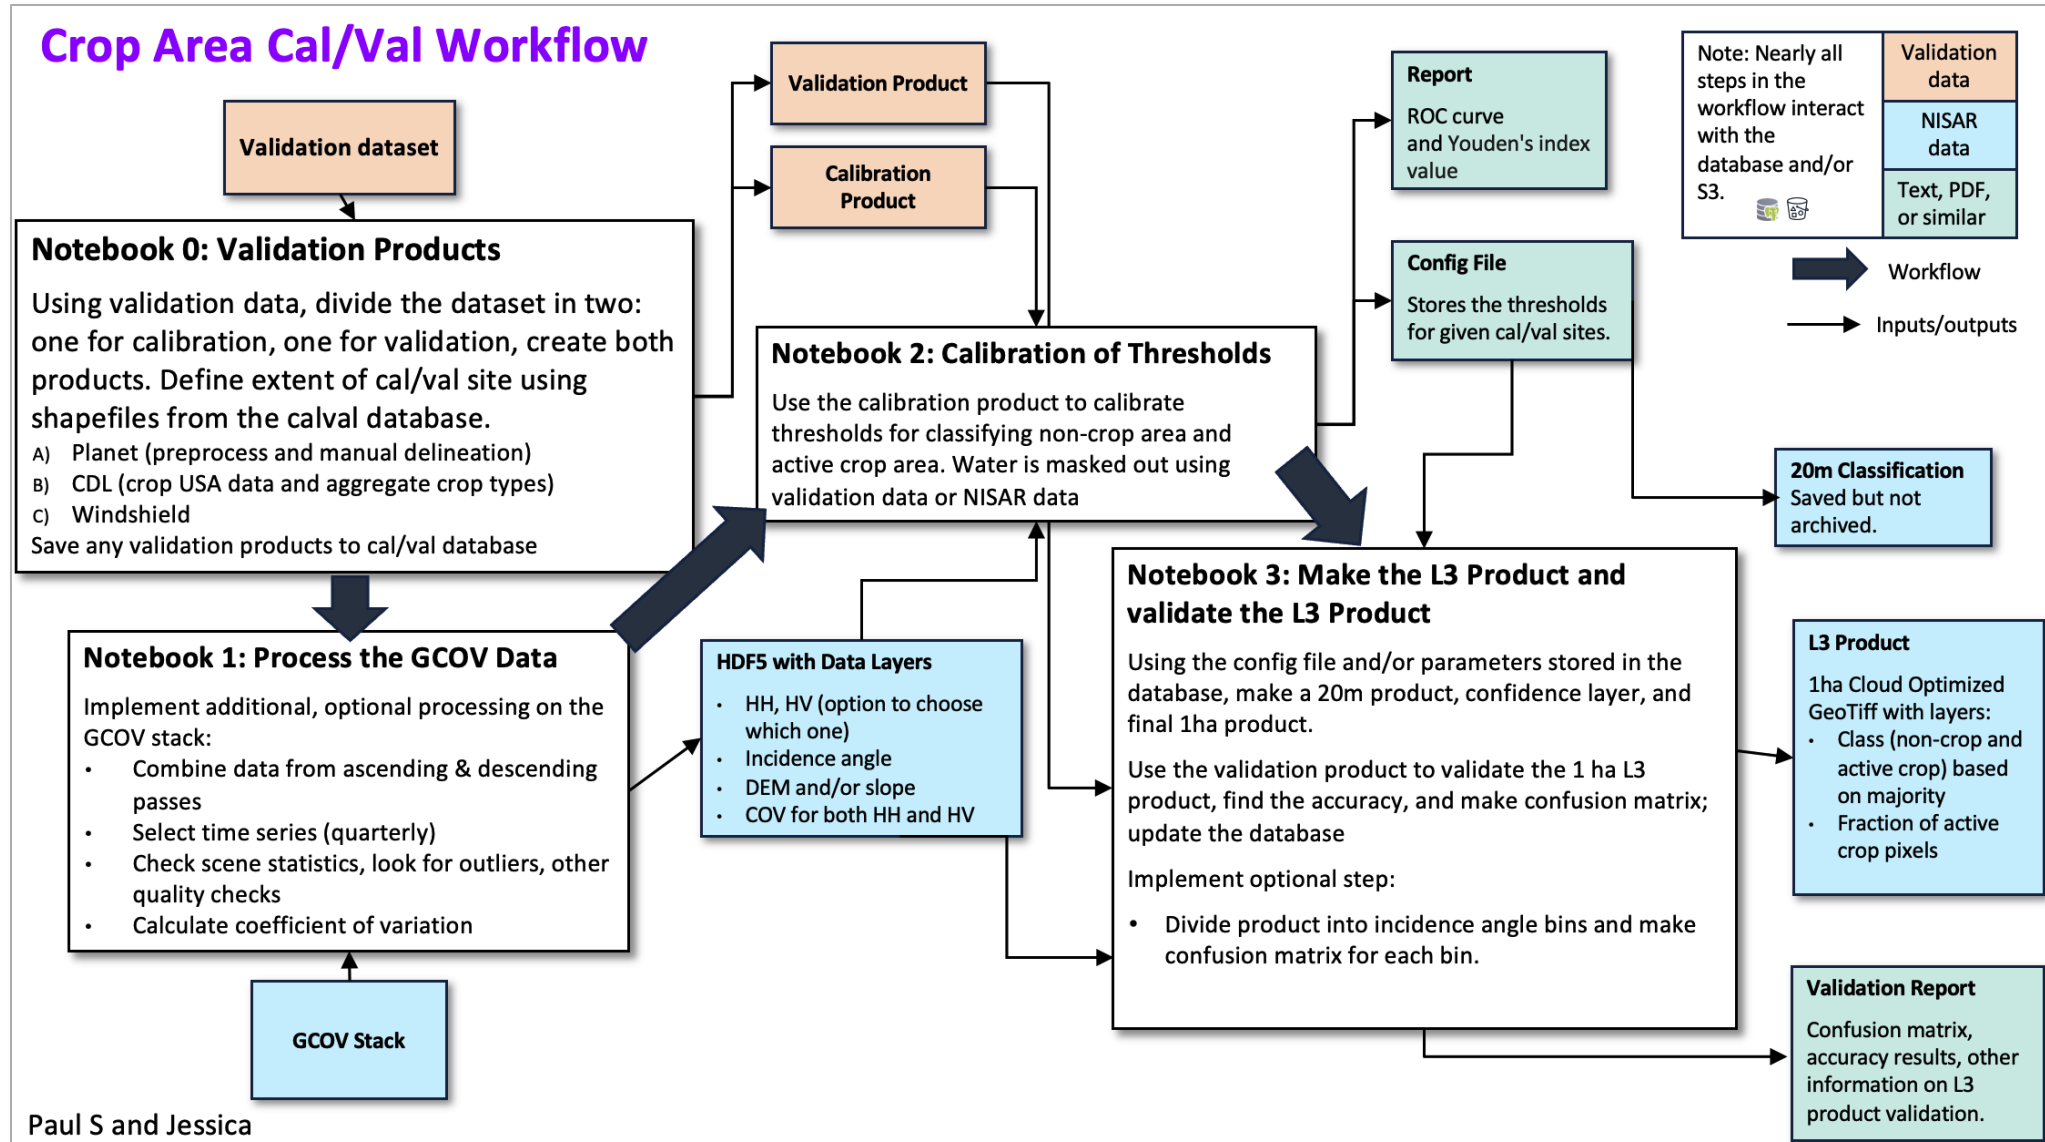 Crop Area Cal/Val Workflow
Validation dataset
Validation Product
Calibration
Product
Report
ROC curve
and Youden's index
value
Note: Nearly all
steps in the
workflow interact
with the
database and/or
S3.
Validation
data
NISAR
data
Text, PDF,
or similar
Workflow
Inputs/outputs
Notebook 0: Validation Products
Using validation data, divide the dataset in two:
one for calibration, one for validation, create both
products. Define extent of cal/val site using
shapefiles from the calval database.
A) Planet (preprocess and manual delineation)
B) CDL (crop USA data and aggregate crop types)
C) Windshield
Save any validation products to cal/val database
Config File
Stores the thresholds
for given cal/val sites.
Notebook 2: Calibration of Thresholds
Use the calibration product to calibrate
thresholds for classifying non-crop area and
active crop area. Water is masked out using
validation data or NISAR data
20m Classification
Saved but not
archived.
Notebook 1: Process the GCOV Data
Implement additional, optional processing on the
GCOV stack:
• Combine data from ascending & descending
passes
• Select time series (quarterly)
• Check scene statistics, look for outliers, other
quality checks
• Calculate coefficient of variation
HDF5 with Data Layers
• HH, HV (option to choose
which one)
• Incidence angle
• DEM and/or slope
• COV for both HH and HV
Notebook 3: Make the L3 Product and
validate the L3 Product
Using the config file and/or parameters stored in the
database, make a 20m product, confidence layer, and
final 1ha product.
Use the validation product to validate the 1 ha L3
product, find the accuracy, and make confusion matrix;
update the database
Implement optional step:
• Divide product into incidence angle bins and make
confusion matrix for each bin.
L3 Product
1ha Cloud Optimized
GeoTiff with layers:
• Class (non-crop and
active crop) based
on majority
• Fraction of active
crop pixels
GCOV Stack
Validation Report
Confusion matrix,
accuracy results, other
information on L3
product validation.
Paul S and Jessica